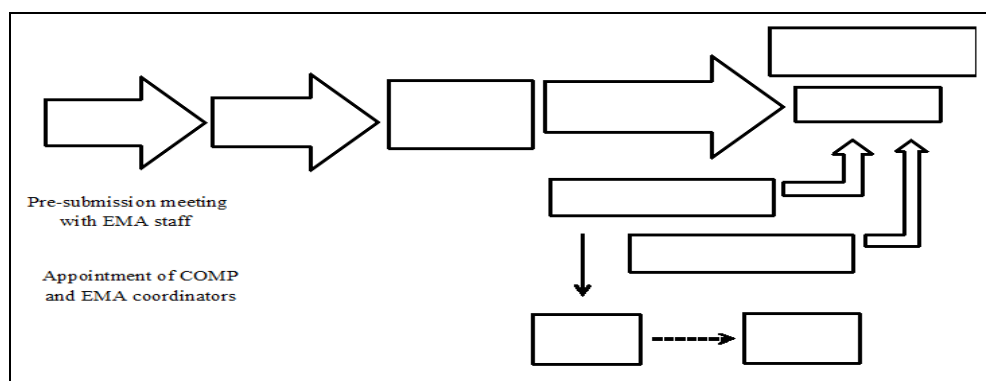 Pre-submission meeting
with EMA staff
Appointment of COMP
and EMA coordinators